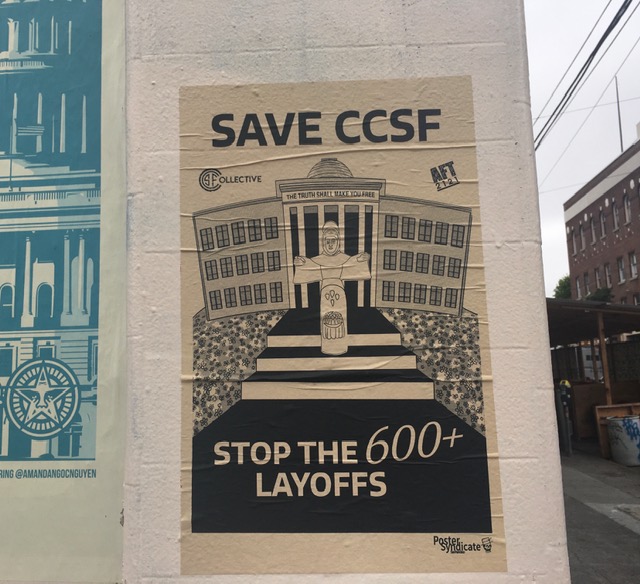 SAVE CCSF
CCSF COLLECTIVE
AFT
2121
THE TRUTH SHALL MAKE YOU FREE
STOP THE 600+
LAYOFFS
Poster
Syndicate
RING @AMANDANGOCNGUYEN